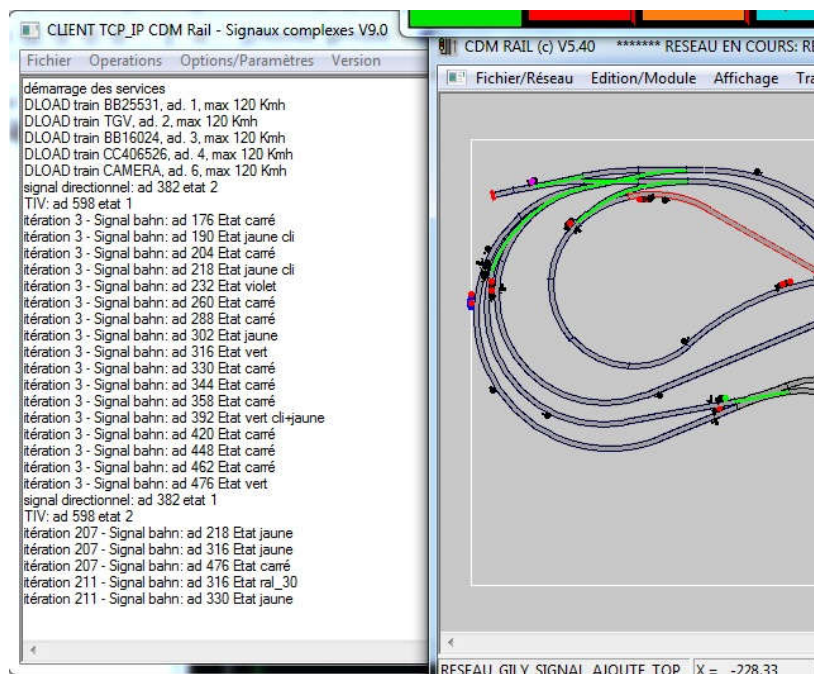 CLIENT TCP_IP CDM Rail - Signaux complexes V9.0
Fichier Operations Options/Paramètres Version
démarrage des services
DLOAD train BB25531, ad. 1, max 120 Kmh
DLOAD train TGV, ad. 2, max 120 Kmh
DLOAD train BB16024, ad. 3, max 120 Kmh
DLOAD train CC406526, ad. 4, max 120 Kmh
DLOAD train CAMERA, ad. 6, max 120 Kmh
signal directionnel: ad 382 etat 2
TIV: ad 598 etat 1
itération 3 - Signal bahn: ad 176 Etat carré
itération 3 - Signal bahn: ad 190 Etat jaune cli
itération 3 - Signal bahn: ad 204 Etat carré
itération 3 - Signal bahn: ad 218 Etat jaune cli
itération 3 - Signal bahn: ad 232 Etat violet
itération 3 - Signal bahn: ad 260 Etat carré
itération 3 - Signal bahn: ad 288 Etat carré
itération 3 - Signal bahn: ad 302 Etat jaune
itération 3 - Signal bahn: ad 316 Etat vert
itération 3 - Signal bahn: ad 330 Etat carré
itération 3 - Signal bahn: ad 344 Etat carré
itération 3 - Signal bahn: ad 358 Etat carré
itération 3 - Signal bahn: ad 392 Etat vert cli+jaune
itération 3 - Signal bahn: ad 420 Etat carré
itération 3 - Signal bahn: ad 448 Etat carré
itération 3 - Signal bahn: ad 462 Etat carré
itération 3 - Signal bahn: ad 476 Etat vert
signal directionnel: ad 382 etat 1
TIV: ad 598 etat 2
itération 207 - Signal bahn: ad 218 Etat jaune
itération 207 - Signal bahn: ad 316 Etat jaune
itération 207 - Signal bahn: ad 476 Etat carré
itération 211 - Signal bahn: ad 316 Etat ral_30
itération 211 - Signal bahn: ad 330 Etat jaune
CDM RAIL (c) V5.40 ******* RESEAU EN COURS: RE
Fichier/Réseau Edition/Module Affichage Tra
RESEAU_GILY_SIGNAL_AJOUTE_TOP X = -228.33